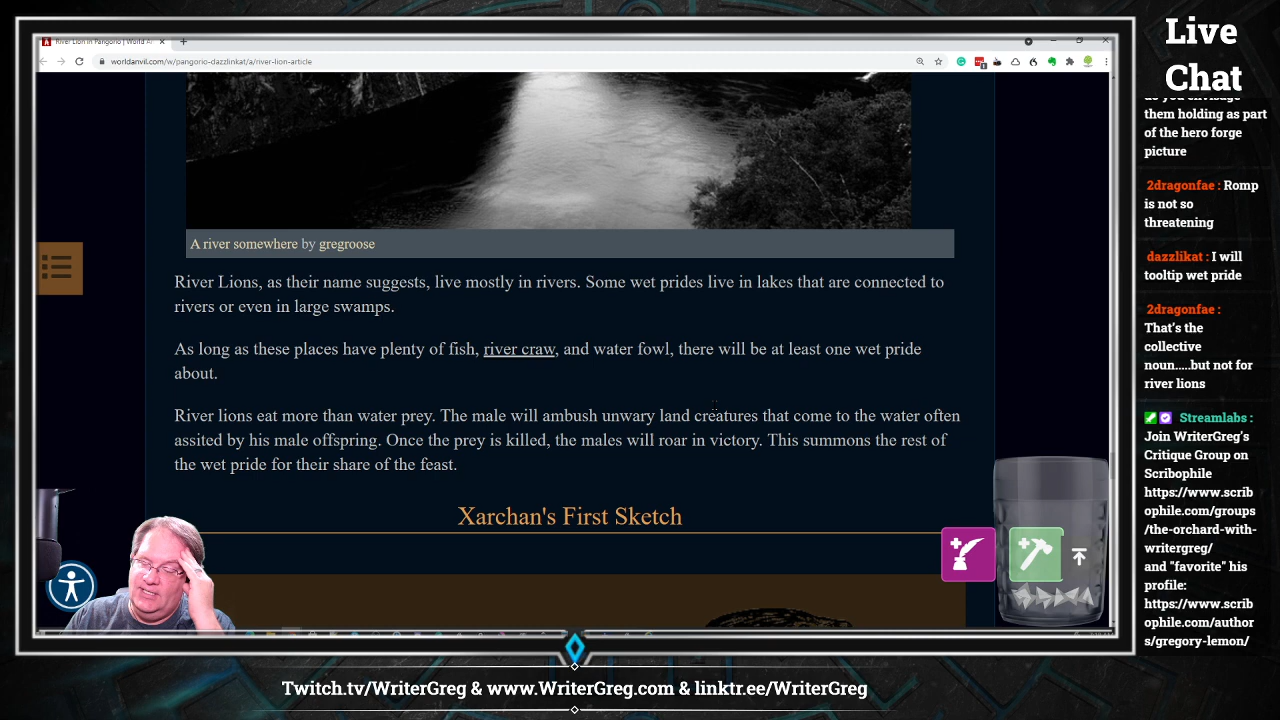 River Lion in Pangorio | World A
worldanvil.com/w/pangorio-dazzlinkat/a/river-lion-article
A river somewhere by gregroose
River Lions, as their name suggests, live mostly in rivers. Some wet prides live in lakes that are connected to
rivers or even in large swamps.
As long as these places have plenty of fish, river craw, and water fowl, there will be at least one wet pride
about.
River lions eat more than water prey. The male will ambush unwary land creatures that come to the water often
assited by his male offspring. Once the prey is killed, the males will roar in victory. This summons the rest of
the wet pride for their share of the feast.
Xarchan's First Sketch
Live
Chat
do you envisage
them holding as part
of the hero forge
picture
2dragonfae : Romp
is not so
threatening
dazzlikat : I will
tooltip wet pride
2dragonfae :
That's the
collective
noun.....but not for
river lions
Streamlabs :
Join WriterGreg's
Critique Group on
Scribophile
https://www.scrib
ophile.com/groups
/the-orchard-with-
writergreg/
and "favorite" his
profile:
https://www.scrib
ophile.com/author
s/gregory-lemon/
Twitch.tv/WriterGreg & www.WriterGreg.com & linktr.ee/WriterGreg